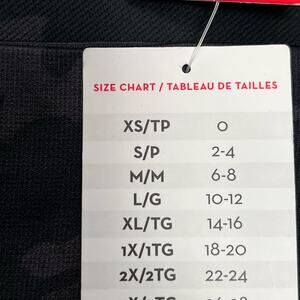 SIZE CHART / TABLEAU DE TAILLES
XS/TP 0
S/P 2-4
M/M 6-8
L/G 10-12
XL/TG 14-16
1X/1TG 18-20
2X/2TG 22-24